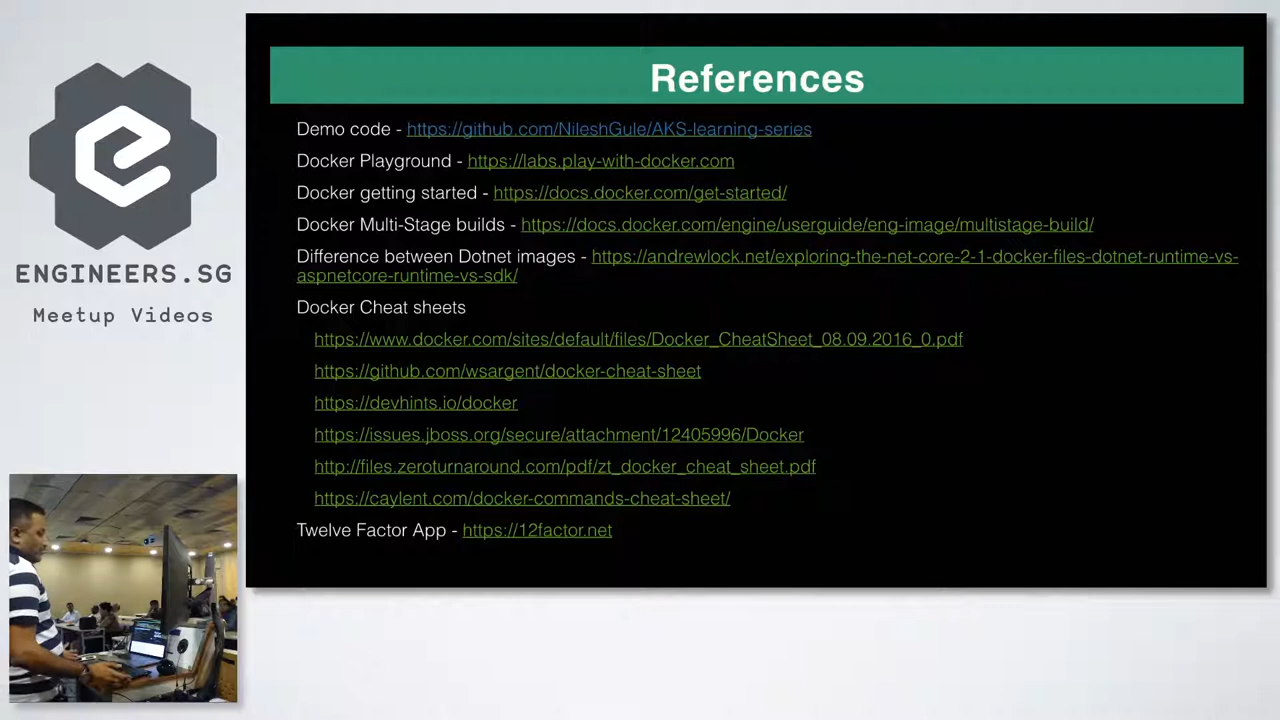 References
Demo code - https://github.com/NileshGule/AKS-learning-series
Docker Playground - https://labs.play-with-docker.com
Docker getting started - https://docs.docker.com/get-started/
Docker Multi-Stage builds - https://docs.docker.com/engine/userguide/eng-image/multistage-build/
Difference between Dotnet images - https://andrewlock.net/exploring-the-net-core-2-1-docker-files-dotnet-runtime-vs-
aspnetcore-runtime-vs-sdk/
Docker Cheat sheets
https://www.docker.com/sites/default/files/Docker_CheatSheet_08.09.2016_0.pdf
https://github.com/wsargent/docker-cheat-sheet
https://devhints.io/docker
https://issues.jboss.org/secure/attachment/12405996/Docker
http://files.zeroturnaround.com/pdf/zt_docker_cheat_sheet.pdf
https://caylent.com/docker-commands-cheat-sheet/
Twelve Factor App - https://12factor.net
ENGINEERS.SG
Meetup Videos